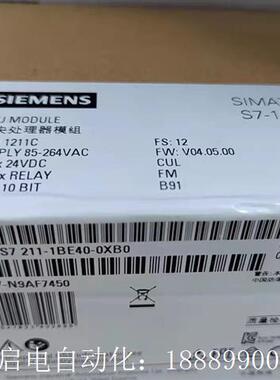 SIEMENS
SIMA
S7-1
U MODULE
央处理器模组
1211C
FS: 12
PLY 85-264VAC
FW: V04.05.00
x 24VDC
CUL
x RELAY
FM
10 BIT
B91
S7 211-1BE40-0XB0
-N9AF7450
启电自动化: 18889900